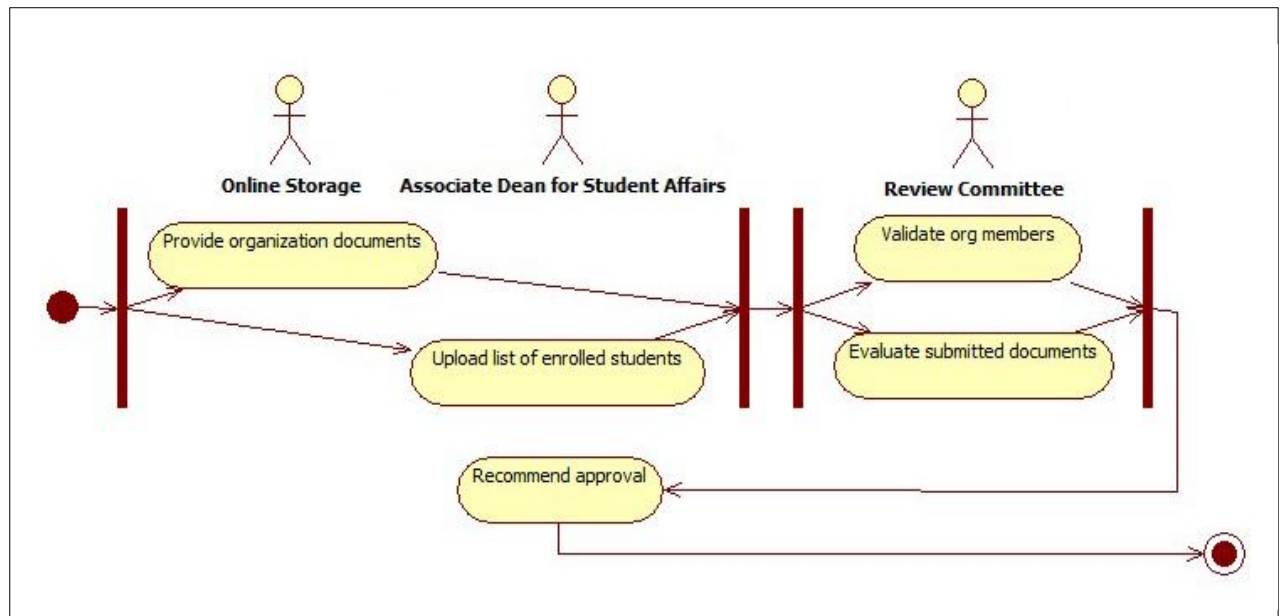 Online Storage
Associate Dean for Student Affairs
Review Committee
Provide organization documents
Validate org members
Upload list of enrolled students
Evaluate submitted documents
Recommend approval